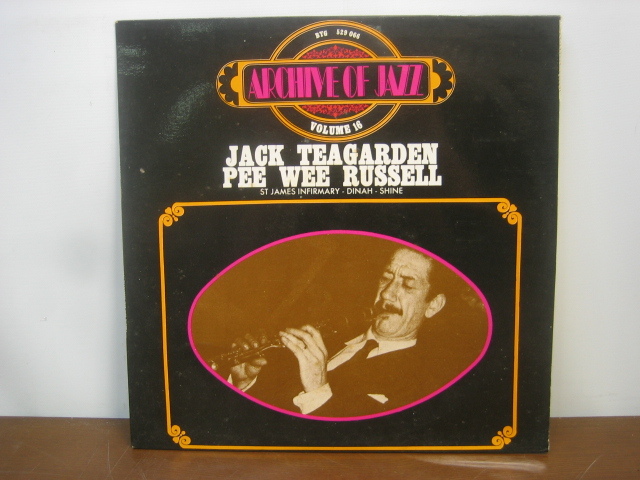 BYG 529 066
ARCHIVE OF JAZZ
VOLUME 16
JACK TEAGARDEN
PEE WEE RUSSELL
ST JAMES INFIRMARY - DINAH - SHINE